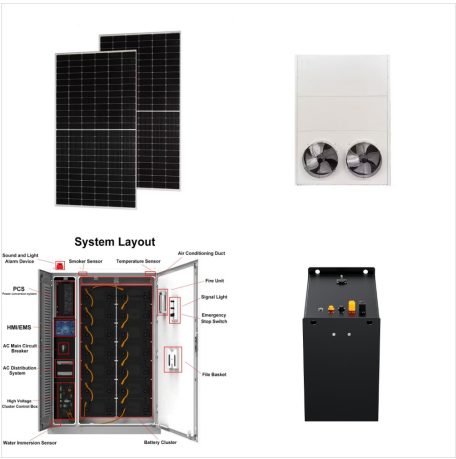 System Layout
Smoker Sensor
Temperature Sensor
Air Conditioning Duct
Sound and Light
Alarm Device
Fire Unit
PCS
Power conversion system
Signal Light
HMI/EMS
Emergency
Stop Switch
AC Main Circuit
Breaker
AC Distribution
System
File Basket
High Voltage
Cluster Control Box
Water Immersion Sensor
Battery Cluster